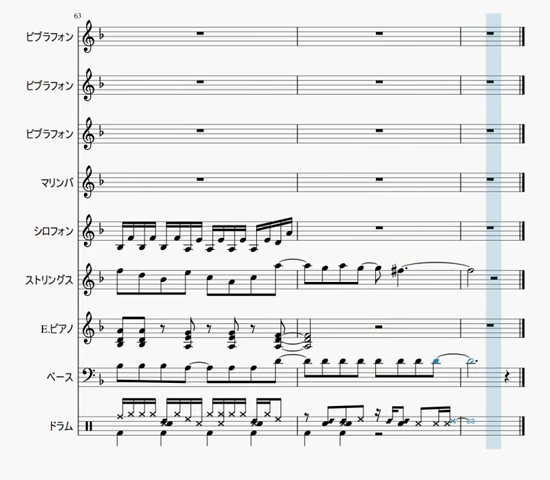 63
ビブラフォン
ビブラフォン
ビブラフォン
マリンバ
シロフォン
ストリングス
E.ピアノ
ベース
ドラム